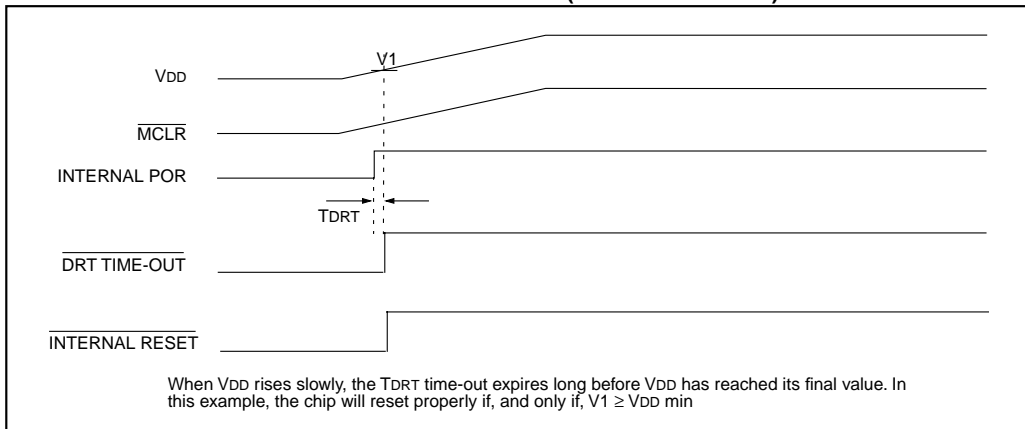 V1
VDD
MCLR
INTERNAL POR
TDRT
DRT TIME-OUT
INTERNAL RESET
When VDD rises slowly, the TDRT time-out expires long before VDD has reached its final value. In
this example, the chip will reset properly if, and only if, V1 ≥ VDD min